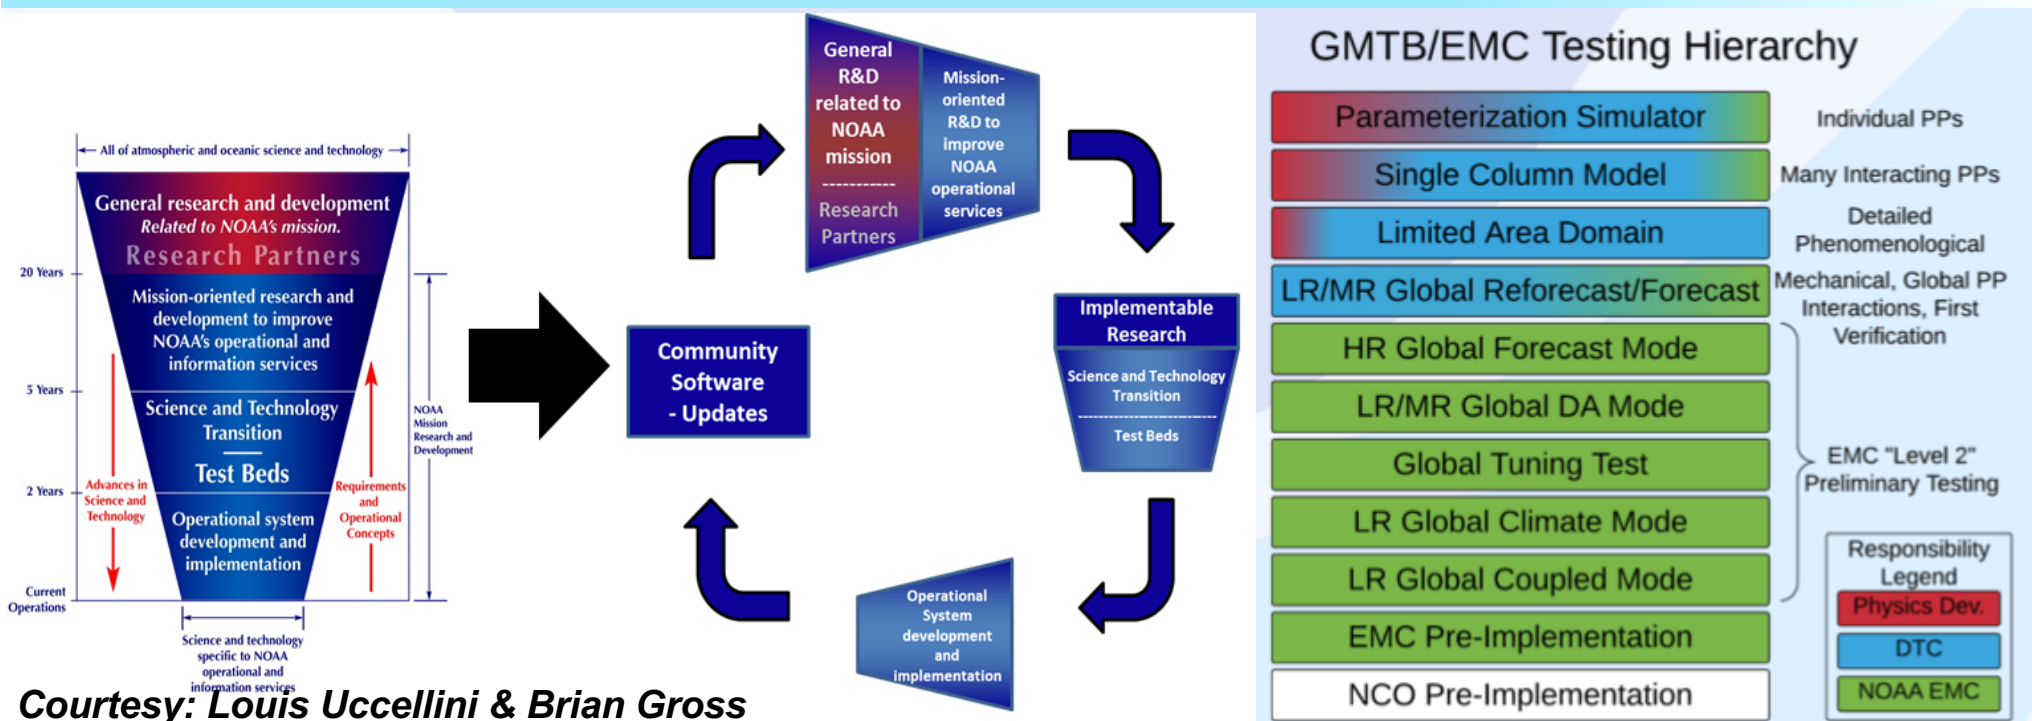 All of atmospheric and oceanic science and technology
General research and development
Related to NOAA's mission.
Research Partners
20 Years
Mission-oriented research and
development to improve
NOAA's operational and
information services
5 Years
Science and Technology
Transition
Test Beds
2 Years
Operational system
development and
implementation
Current
Operations
Advances in
Science and
Technology
Requirements
and
Operational
Concepts
NOAA
Mission
Research and
Development
Science and technology
specific to NOAA
operational and
information services
Courtesy: Louis Uccellini & Brian Gross
General
R&D
related to
NOAA
mission
-----------
Research
Partners
Mission-
oriented
R&D to
improve
NOAA
operational
services
Implementable
Research
Science and Technology
Transition
----------------------------
Test Beds
Operational
System
development
and
implementation
Community
Software
- Updates
GMTB/EMC Testing Hierarchy
Parameterization Simulator
Individual PPs
Single Column Model
Many Interacting PPs
Limited Area Domain
Detailed
Phenomenological
LR/MR Global Reforecast/Forecast
Mechanical, Global PP
Interactions, First
Verification
HR Global Forecast Mode
LR/MR Global DA Mode
Global Tuning Test
LR Global Climate Mode
LR Global Coupled Mode
EMC "Level 2"
Preliminary Testing
EMC Pre-Implementation
NCO Pre-Implementation
Responsibility
Legend
Physics Dev.
DTC
NOAA EMC